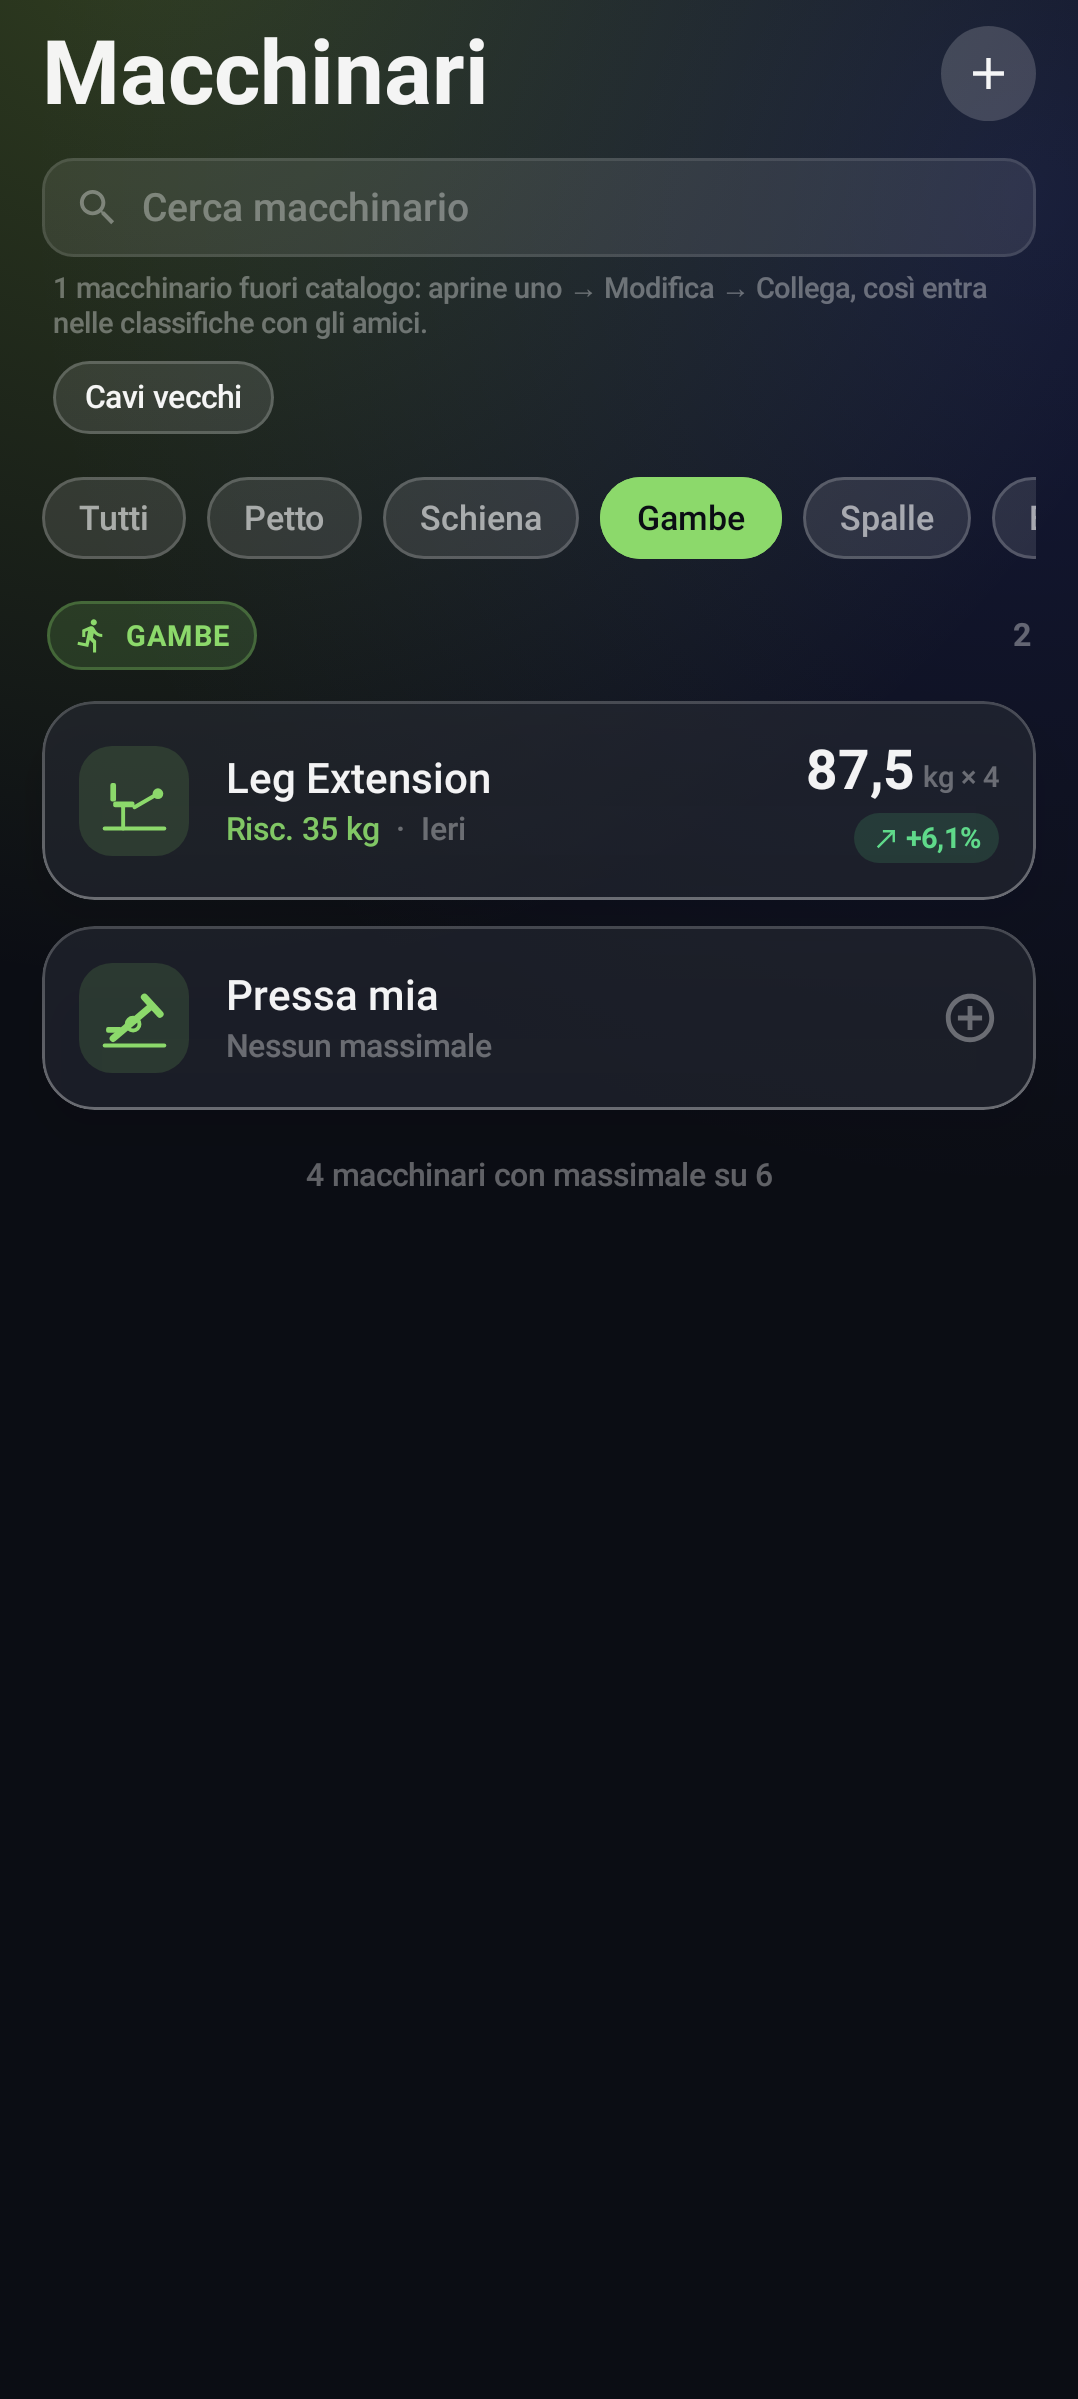 Macchinari
Cerca macchinario
1 macchinario fuori catalogo: aprine uno → Modifica → Collega, così entra
nelle classifiche con gli amici.
Cavi vecchi
Tutti
Petto
Schiena
Gambe
Spalle
GAMBE
2
Leg Extension
87,5 kg × 4
Risc. 35 kg · Ieri
+6,1%
Pressa mia
Nessun massimale
4 macchinari con massimale su 6